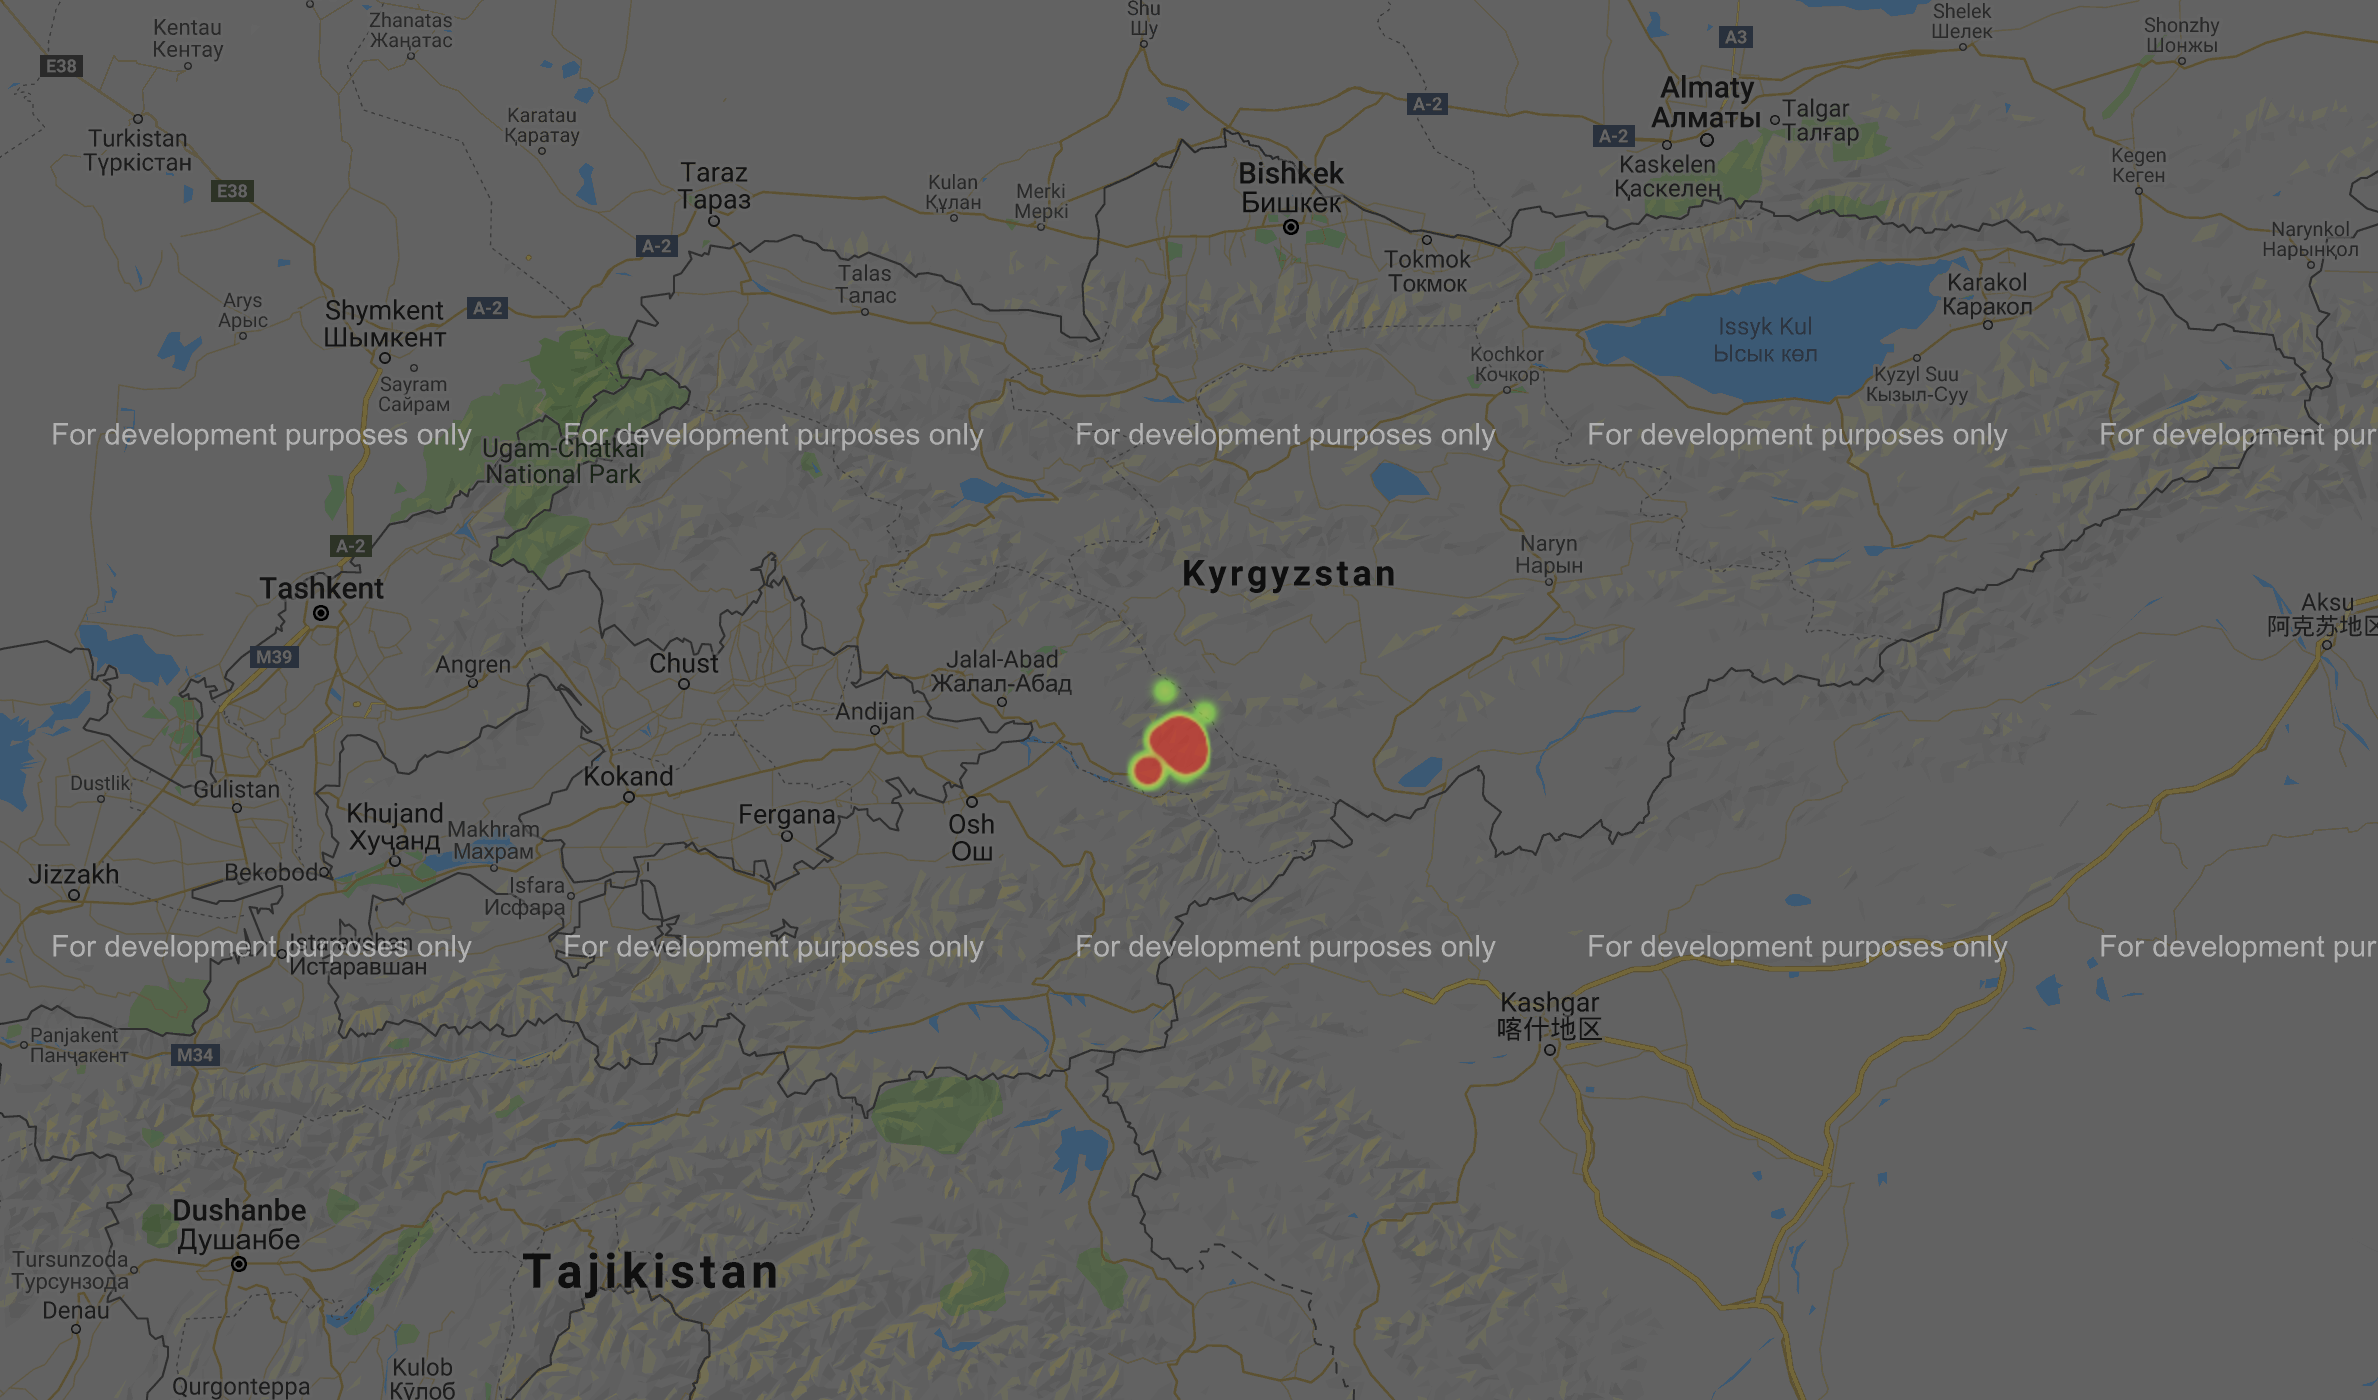 Kentau
Кентау
Zhanatas
Жаңатас
Shu
Шу
Shelek
Шелек
Shonzhy
Шонжы
E38
A3
Almaty
Алматы
Talgar
Талғар
A-2
A-2
Karatau
Қаратау
Turkistan
Түркістан
Kaskelen
Қаскелең
Kegen
Кеген
E38
Taraz
Тараз
Kulan
Құлан
Merki
Меркі
Bishkek
Бишкек
A-2
Tokmok
Токмок
Narynkol
Нарынқол
Talas
Талас
Karakol
Каракол
Arys
Арыс
Shymkent
Шымкент
A-2
Issyk Kul
Ысык көл
Kochkor
Кочкор
Kyzyl Suu
Кызыл-Суу
Sayram
Сайрам
For development purposes only
For development purposes only
For development purposes only
For development purposes only
For development pur
Ugam-Chatkal
National Park
A-2
Naryn
Нарын
Kyrgyzstan
Tashkent
Aksu
阿克苏地区
M39
Angren
Chust
Jalal-Abad
Жалал-Абад
Andijan
Dustlik
Gulistan
Kokand
Khujand
Хуҷанд
Makhram
Махрам
Fergana
Osh
Ош
Jizzakh
Bekobod
Isfara
Исфара
For development purposes only
For development purposes only
For development purposes only
For development purposes only
For development pur
Istaravshan
Истаравшан
Kashgar
喀什地区
Panjakent
Панҷакент
M34
Dushanbe
Душанбе
Tursunzoda
Турсунзода
Tajikistan
Denau
Kulob
Кӯлоб
Qurgonteppa